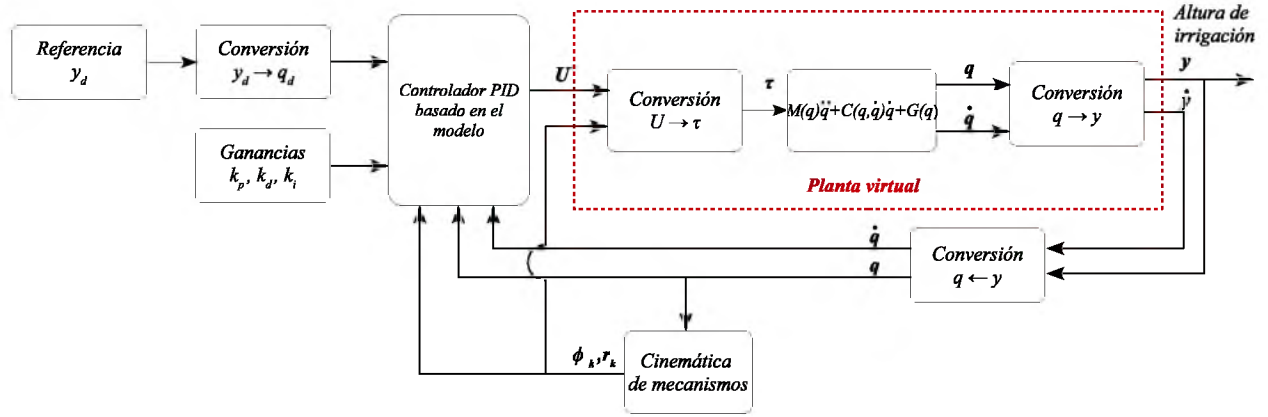 Altura de
irrigación
Referencia
y_d
Conversión
y_d → q_d
Controlador PID
basado en el
modelo
U
Conversión
U → τ
τ
M(q)q̈+C(q,q̇)q̇+G(q)
q
q̇
Conversión
q → y
y
ẏ
Ganancias
k_p, k_d, k_i
Planta virtual
q̇
q
Conversión
q ← y
ϕ_k, r_k
Cinemática
de mecanismos